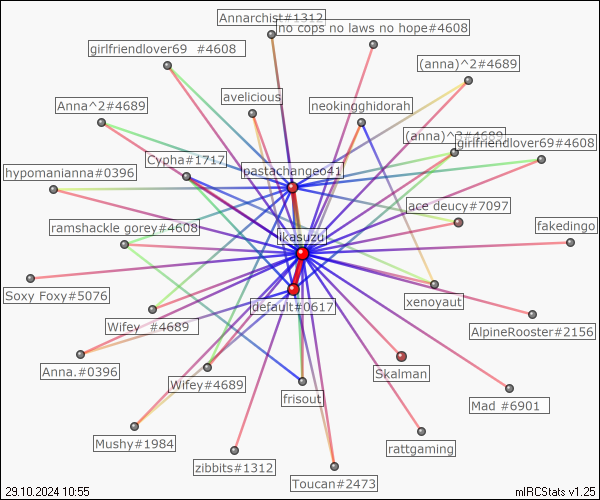 Annarchist#1312
no cops no laws no hope#4608
girlfriendlover69 #4608
(anna)^2#4689
avelicious
neokingghidorah
Anna^2#4689
(anna)^3#4689
girlfriendlover69#4608
Cypha#1717
pastachangeo41
hypomanianna#0396
ace deucy#7097
ramshackle gorey#4608
ikasuzu
fakedingo
Soxy Foxy#5076
default#0617
xenoyaut
Wifey #4689
AlpineRooster#2156
Anna.#0396
Skalman
Wifey#4689
frisout
Mad #6901
Mushy#1984
rattgaming
zibbits#1312
Toucan#2473
29.10.2024 10:55
mIRCStats v1.25